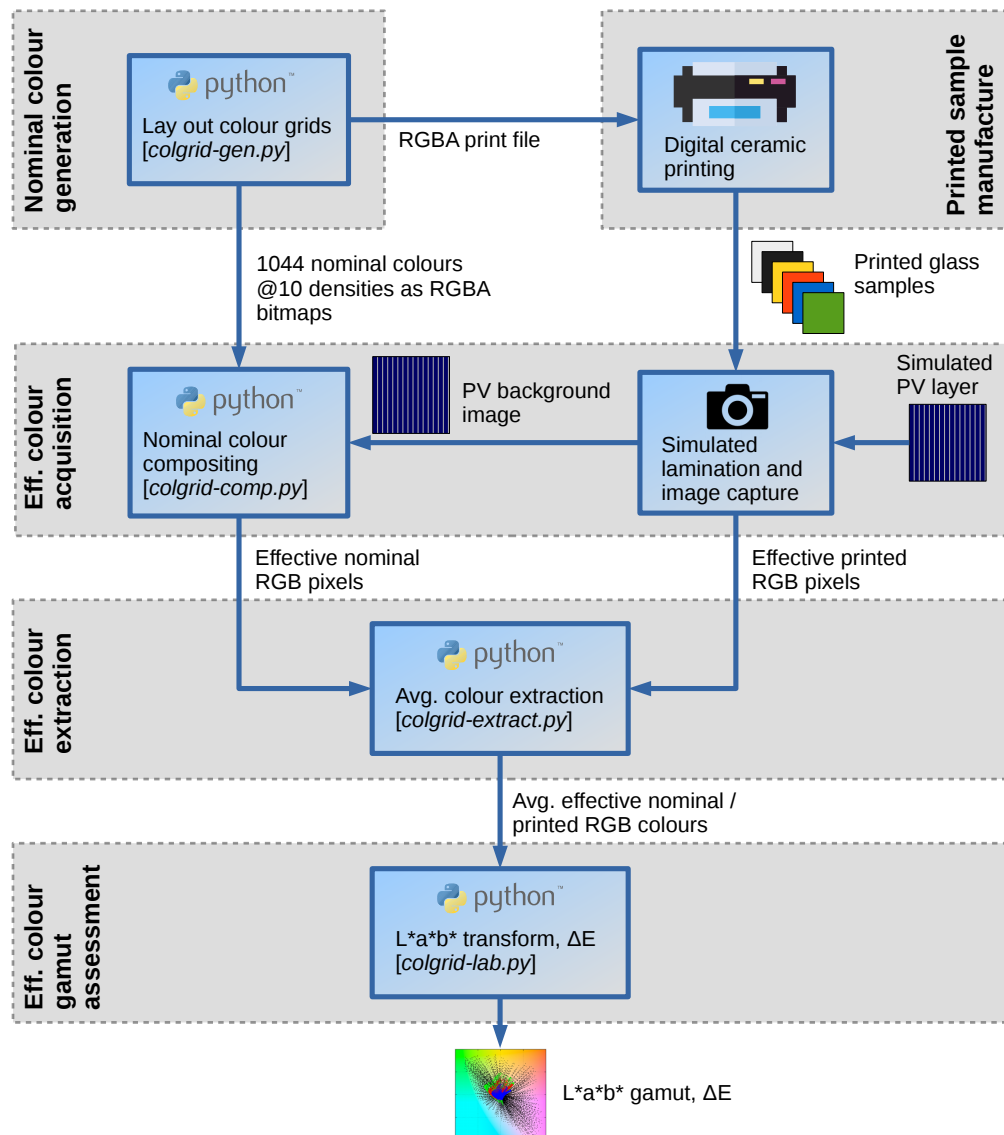 Nominal colour
generation
python™
Lay out colour grids
[colgrid-gen.py]
RGBA print file
Digital ceramic
printing
Printed sample
manufacture
1044 nominal colours
@10 densities as RGBA
bitmaps
Printed glass
samples
Eff. colour
acquisition
python™
Nominal colour
compositing
[colgrid-comp.py]
PV background
image
Simulated
lamination and
image capture
Simulated
PV layer
Effective nominal
RGB pixels
Effective printed
RGB pixels
Eff. colour
extraction
python™
Avg. colour extraction
[colgrid-extract.py]
Avg. effective nominal /
printed RGB colours
Eff. colour
gamut
assessment
python™
L*a*b* transform, ΔE
[colgrid-lab.py]
L*a*b* gamut, ΔE